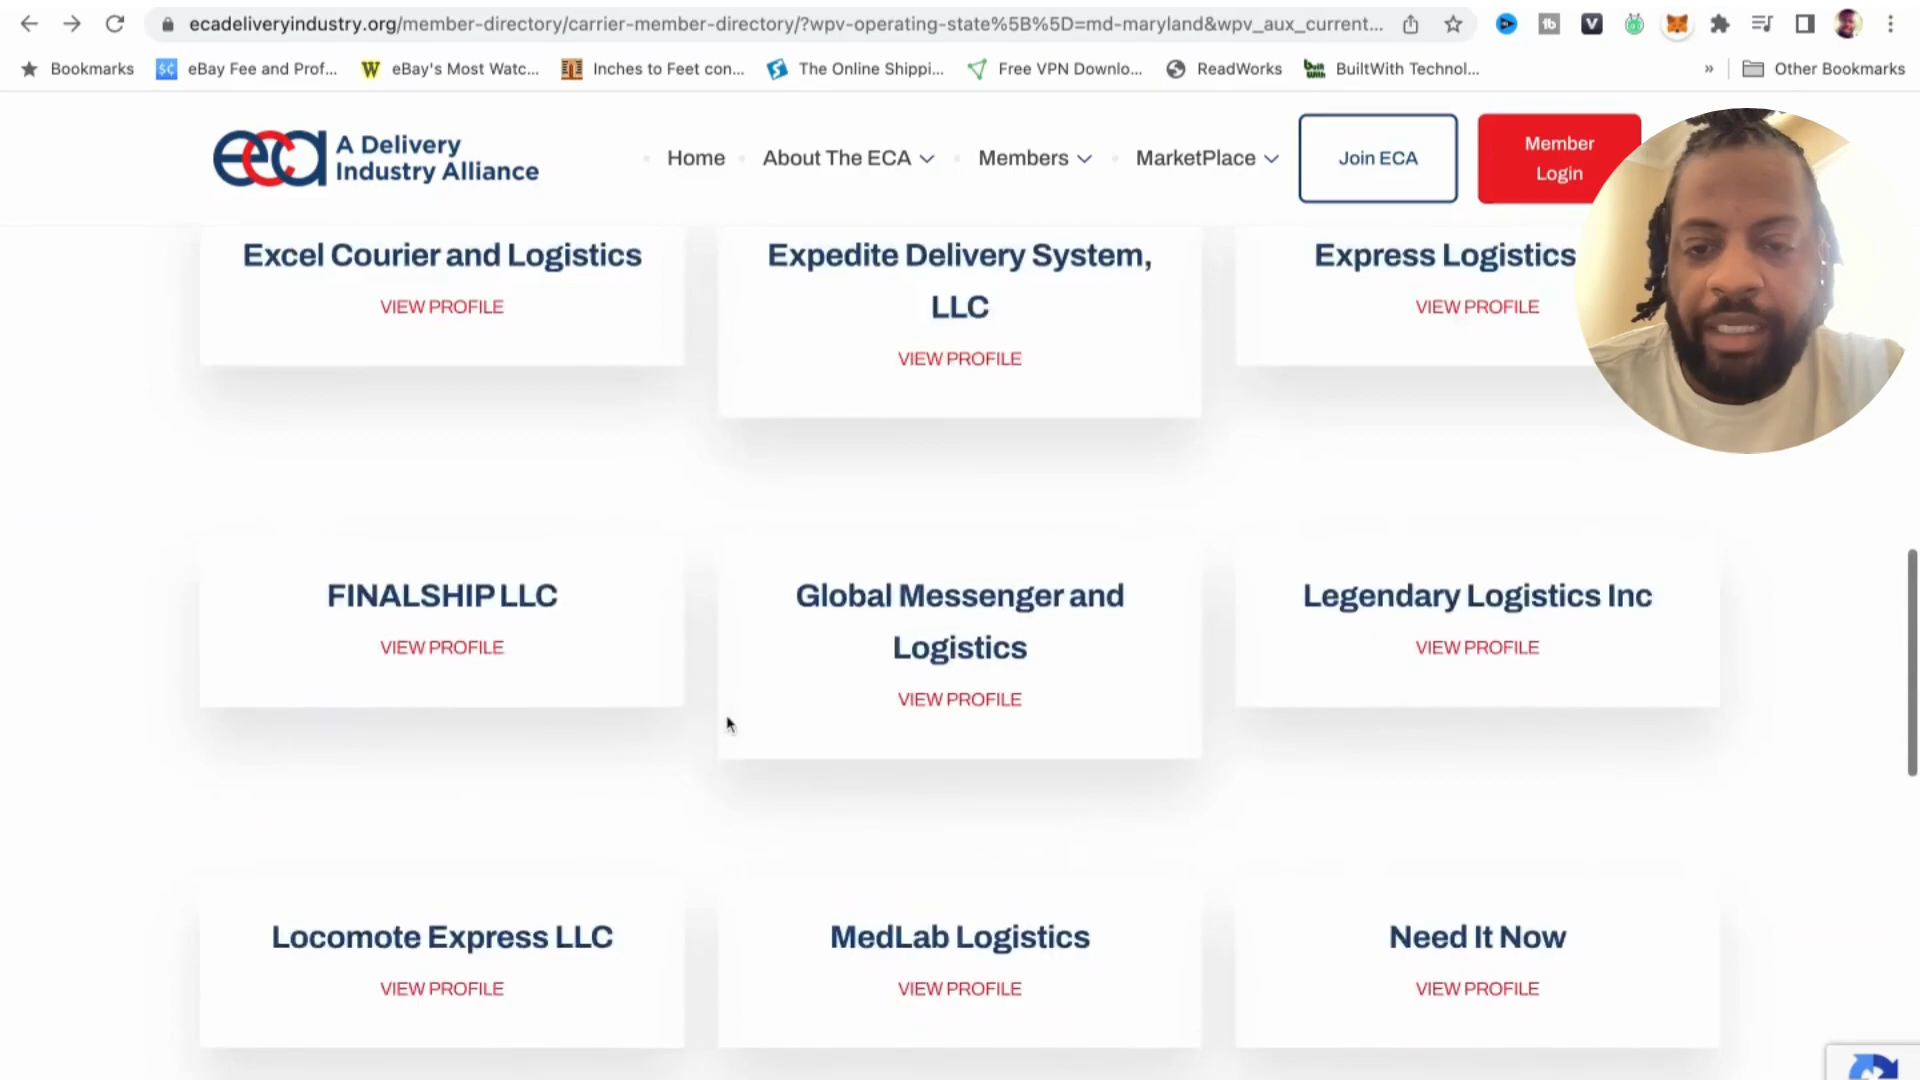 ecadeliveryindustry.org/member-directory/carrier-member-directory/?wpv-operating-state%5B%5D=md-maryland&wpv_aux_current...
Bookmarks
eBay Fee and Prof...
eBay's Most Watc...
Inches to Feet con...
The Online Shippi...
Free VPN Downlo...
ReadWorks
BuiltWith Technol...
»
Other Bookmarks
eca
A Delivery
Industry Alliance
Home
About The ECA
Members
MarketPlace
Join ECA
Member
Login
Excel Courier and Logistics
VIEW PROFILE
Expedite Delivery System,
LLC
VIEW PROFILE
Express Logistics
VIEW PROFILE
FINALSHIP LLC
VIEW PROFILE
Global Messenger and
Logistics
VIEW PROFILE
Legendary Logistics Inc
VIEW PROFILE
Locomote Express LLC
VIEW PROFILE
MedLab Logistics
VIEW PROFILE
Need It Now
VIEW PROFILE